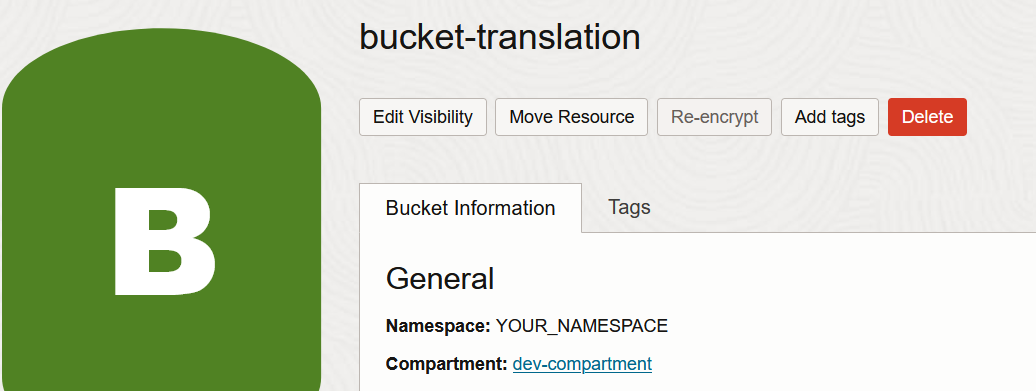 B
bucket-translation
Edit Visibility Move Resource Re-encrypt Add tags Delete
Bucket Information Tags
General
Namespace: YOUR_NAMESPACE
Compartment: dev-compartment